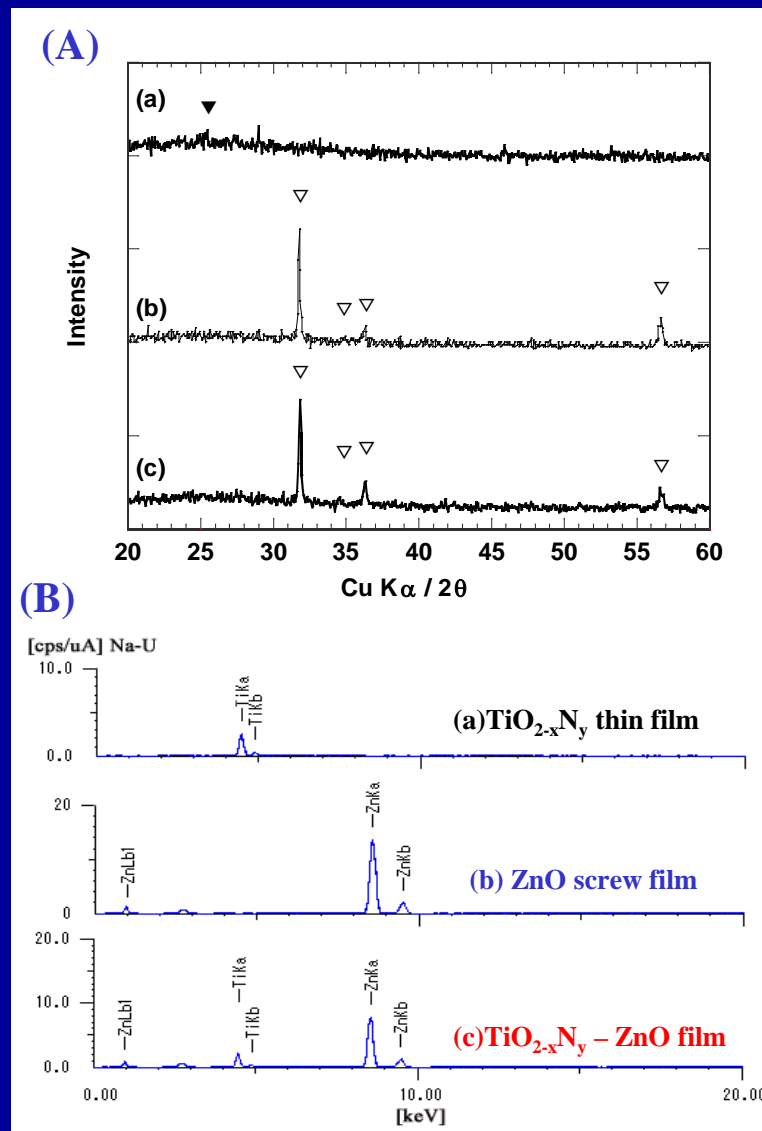 (A)
(a)
(b)
(c)
Intensity
20 25 30 35 40 45 50 55 60
Cu Kα / 2θ
(B)
[cps/uA] Na-U
10.0
0.0
TiKa
TiKb
(a)TiO2-xNy thin film
20
0
ZnLb1
ZnKa
ZnKb
(b) ZnO screw film
20.0
10.0
0.0
ZnLb1
TiKa
TiKb
ZnKa
ZnKb
(c)TiO2-xNy – ZnO film
0.00 10.00 20.00
[keV]